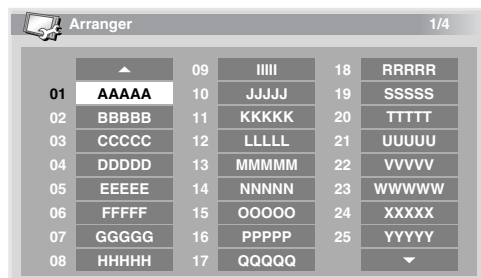 Arranger 1/4
09 IIIII 18 RRRRR
01 AAAAA 10 JJJJJ 19 SSSSS
02 BBBBB 11 KKKKK 20 TTTTT
03 CCCCC 12 LLLLL 21 UUUUU
04 DDDDD 13 MMMMM 22 VVVVV
05 EEEEE 14 NNNNN 23 WWWWW
06 FFFFF 15 OOOOO 24 XXXXX
07 GGGGG 16 PPPPP 25 YYYYY
08 HHHHH 17 QQQQQ